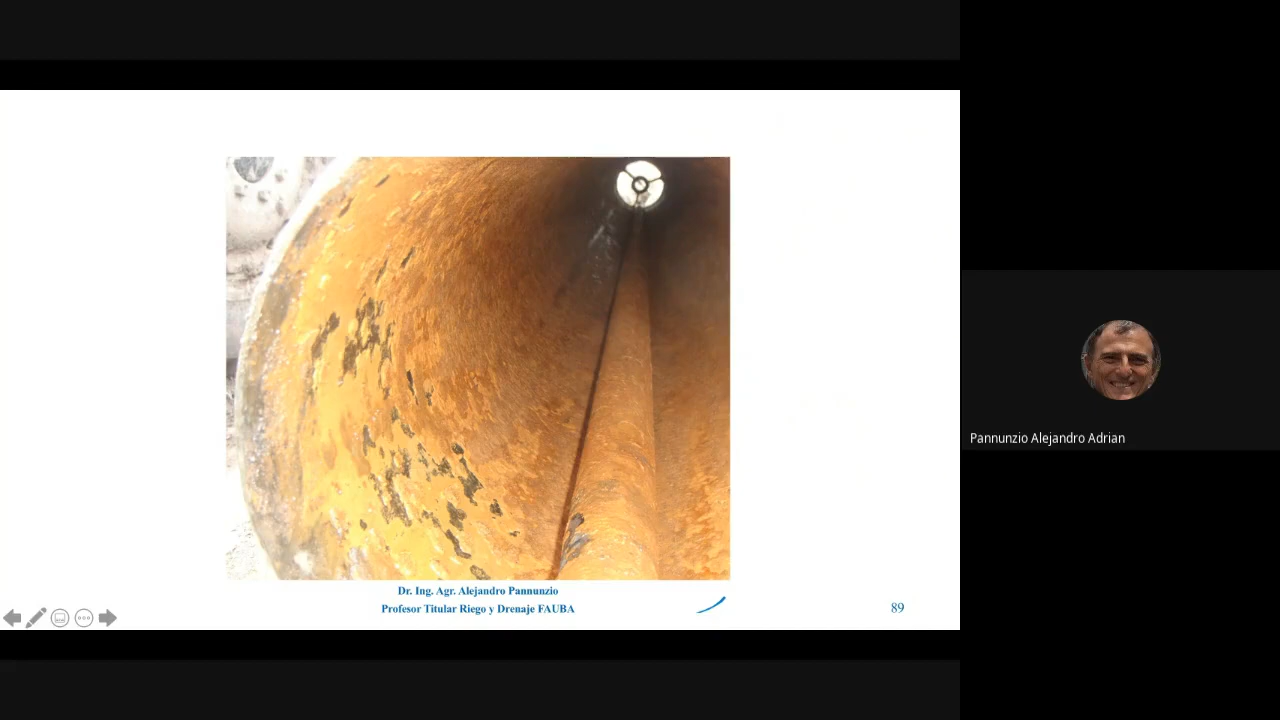 Dr. Ing. Agr. Alejandro Pannunzio
Profesor Titular Riego y Drenaje FAUBA
89
Pannunzio Alejandro Adrian